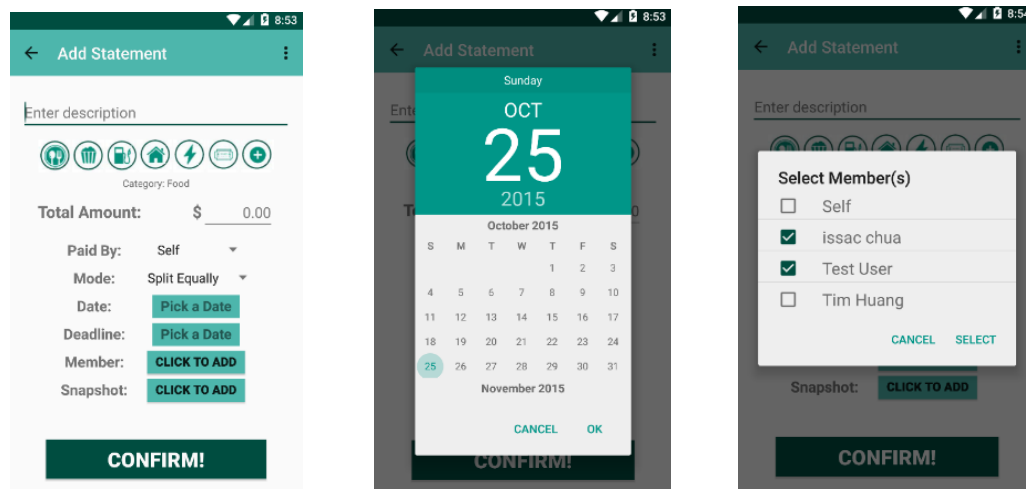 8:53
Add Statement
Enter description
Category: Food
Total Amount: $ 0.00
Paid By: Self
Mode: Split Equally
Date: Pick a Date
Deadline: Pick a Date
Member: CLICK TO ADD
Snapshot: CLICK TO ADD
CONFIRM!
8:53
Add Statement
Ente
Sunday
OCT
25
2015
0
October 2015
S M T W T F S
1 2 3
4 5 6 7 8 9 10
11 12 13 14 15 16 17
18 19 20 21 22 23 24
25 26 27 28 29 30 31
November 2015
CANCEL OK
CONFIRM!
8:54
Add Statement
Enter description
Select Member(s)
Self
issac chua
Test User
Tim Huang
CANCEL SELECT
Snapshot: CLICK TO ADD
CONFIRM!